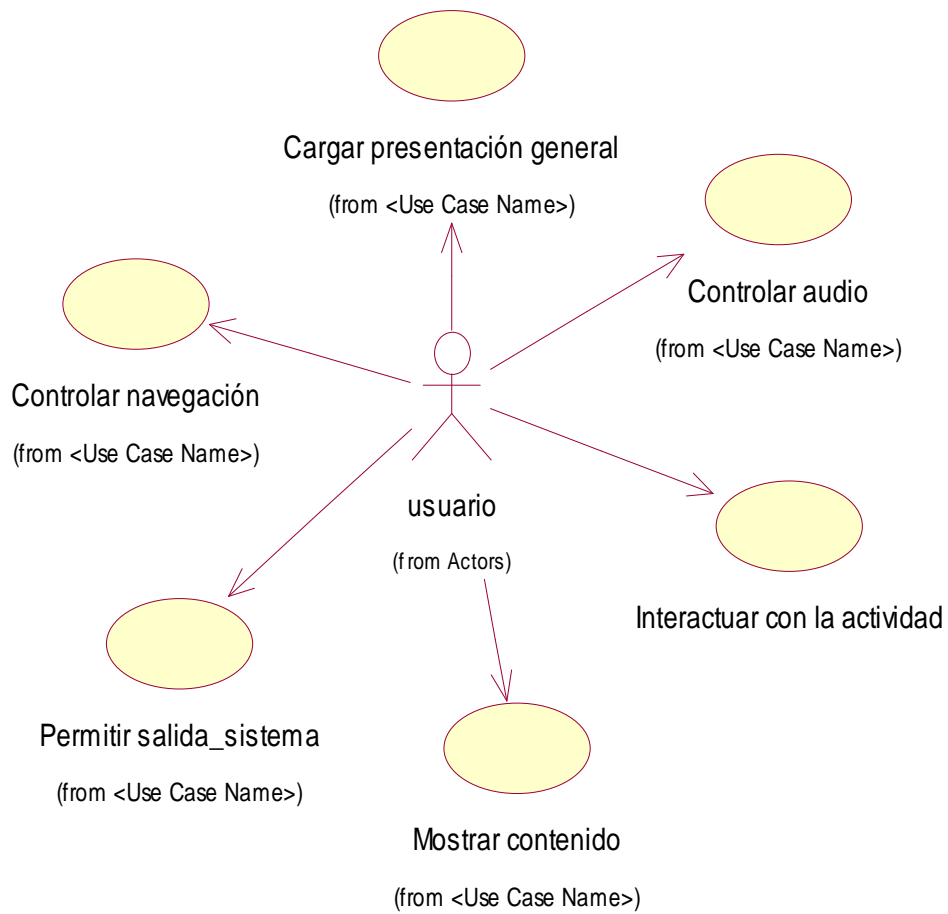 Cargar presentación general
(from <Use Case Name>)
Controlar audio
(from <Use Case Name>)
Controlar navegación
(from <Use Case Name>)
usuario
(from Actors)
Interactuar con la actividad
Permitir salida_sistema
(from <Use Case Name>)
Mostrar contenido
(from <Use Case Name>)